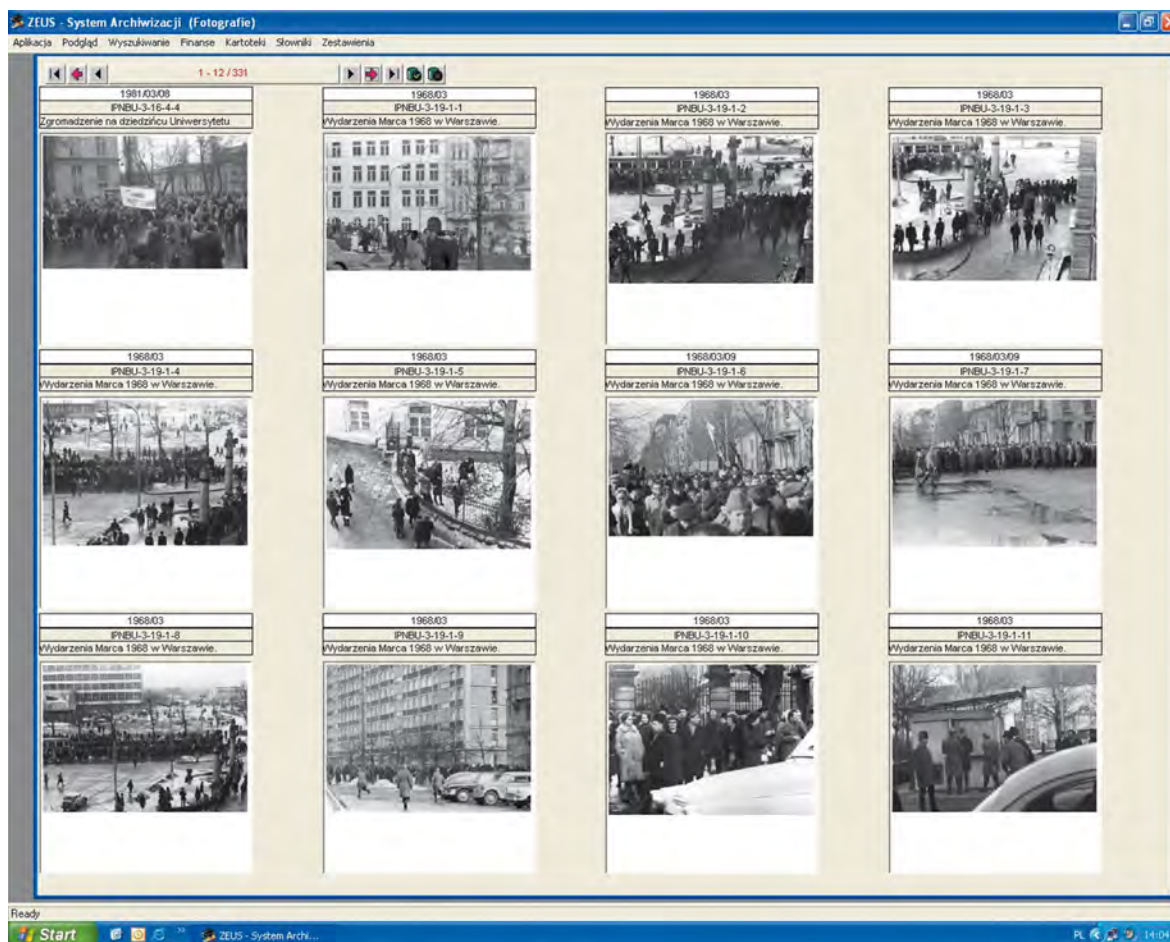 ZEUS - System Archiwizacji (Fotografie)
Aplikacja Podgląd Wyszukiwanie Finanse Kartoteki Słowniki Zestawienia
1 - 12 / 331
1981/03/08
IPNBU-3-16-4-4
Zgromadzenie na dziedzińcu Uniwersytetu
1968/03
IPNBU-3-19-1-1
Wydarzenia Marca 1968 w Warszawie.
1968/03
IPNBU-3-19-1-2
Wydarzenia Marca 1968 w Warszawie.
1968/03
IPNBU-3-19-1-3
Wydarzenia Marca 1968 w Warszawie.
1968/03
IPNBU-3-19-1-4
Wydarzenia Marca 1968 w Warszawie.
1968/03
IPNBU-3-19-1-5
Wydarzenia Marca 1968 w Warszawie.
1968/03/09
IPNBU-3-19-1-6
Wydarzenia Marca 1968 w Warszawie.
1968/03/09
IPNBU-3-19-1-7
Wydarzenia Marca 1968 w Warszawie.
1968/03
IPNBU-3-19-1-8
Wydarzenia Marca 1968 w Warszawie.
1968/03
IPNBU-3-19-1-9
Wydarzenia Marca 1968 w Warszawie.
1968/03
IPNBU-3-19-1-10
Wydarzenia Marca 1968 w Warszawie.
1968/03
IPNBU-3-19-1-11
Wydarzenia Marca 1968 w Warszawie.
Ready
Start ZEUS - System Archi... PL 14:04